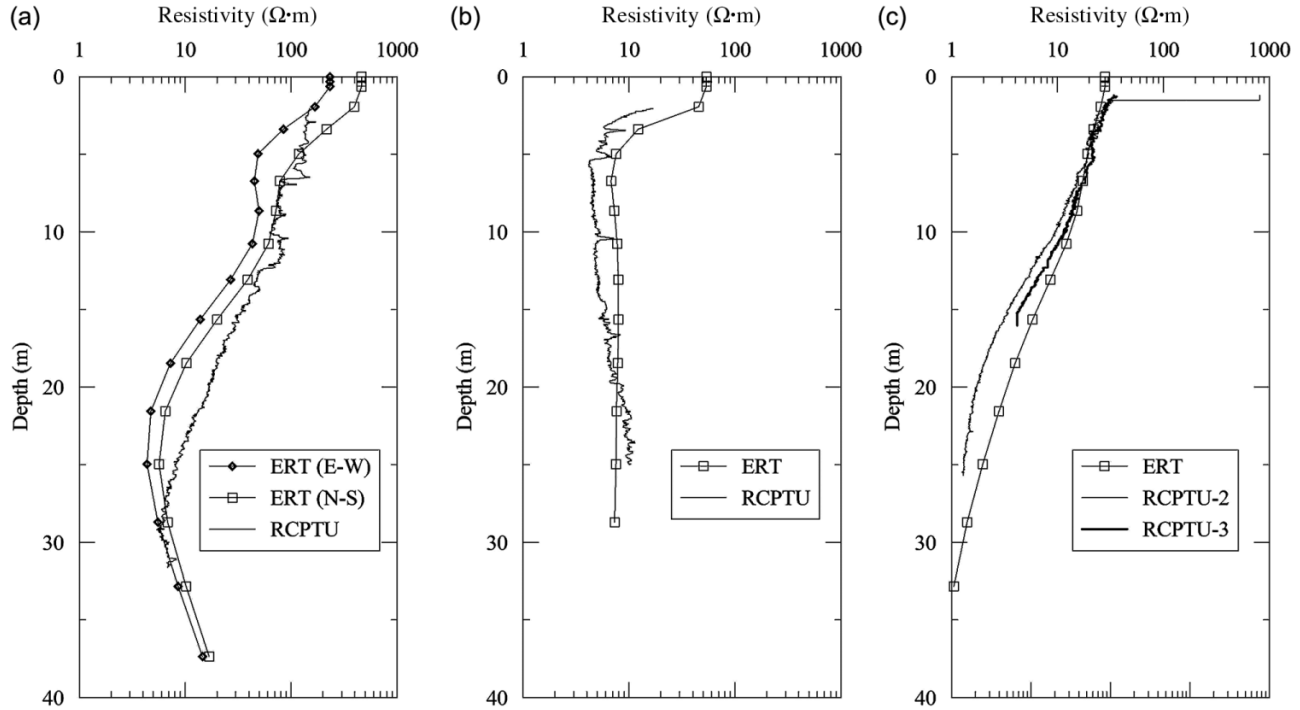 (a) Resistivity (Ω·m)
1 10 100 1000
0
10
20
30
40
Depth (m)
ERT (E-W)
ERT (N-S)
RCPTU
(b) Resistivity (Ω·m)
1 10 100 1000
0
10
20
30
40
Depth (m)
ERT
RCPTU
(c) Resistivity (Ω·m)
1 10 100 1000
0
10
20
30
40
Depth (m)
ERT
RCPTU-2
RCPTU-3